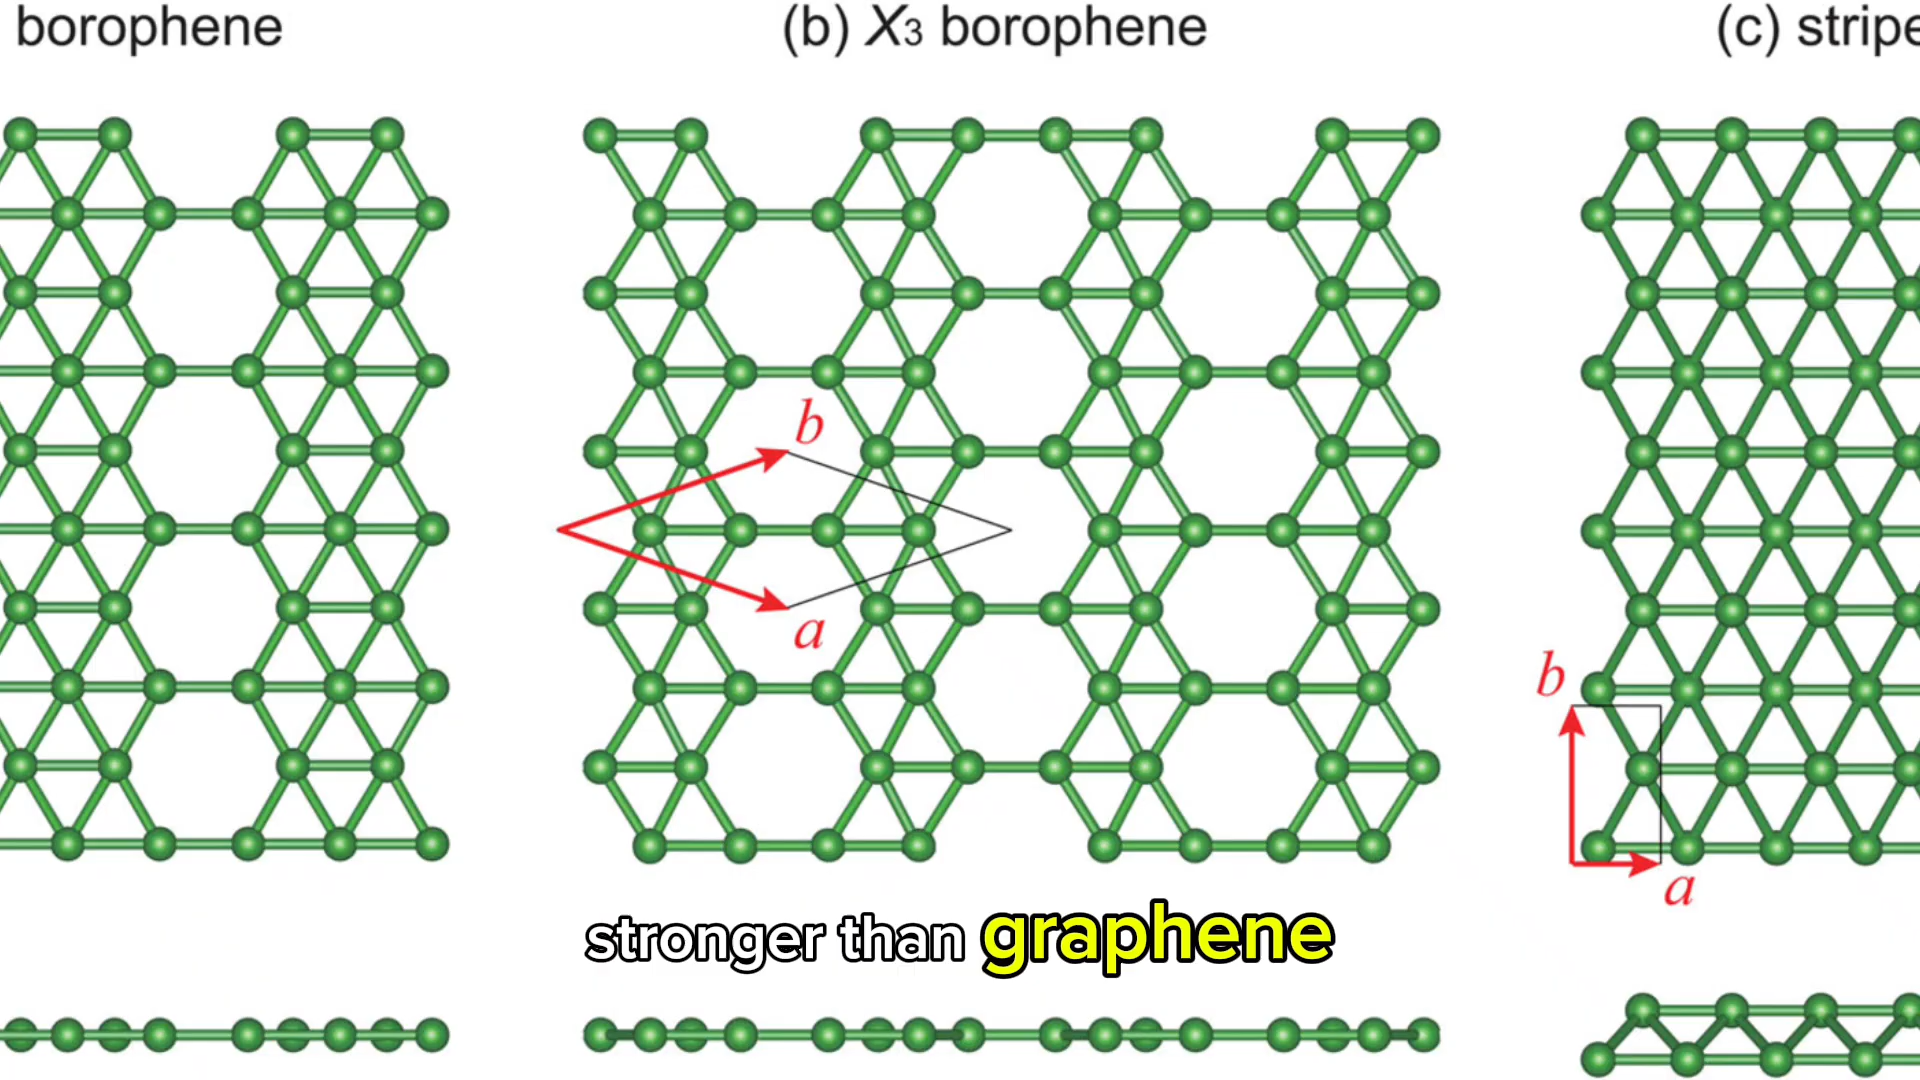 borophene
(b) X3 borophene
(c) stripe
b
a
b
a
stronger than graphene